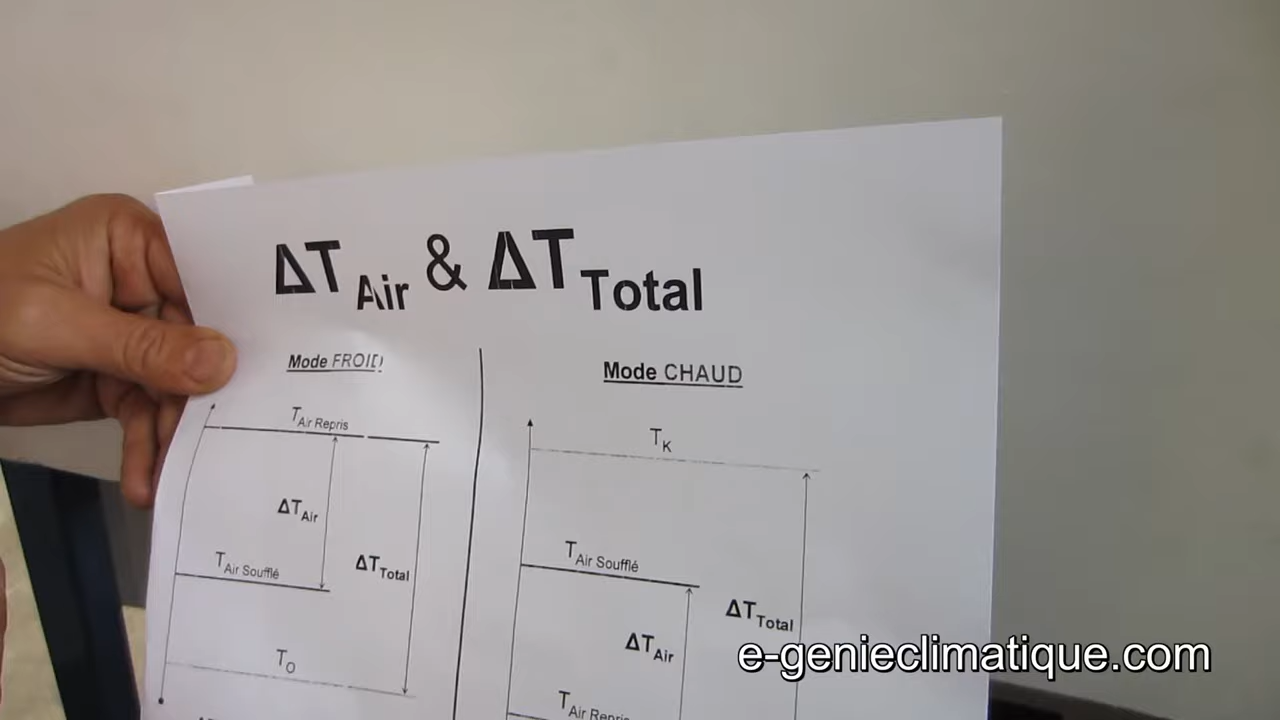 ΔT Air & ΔT Total
Mode FROID
T Air Repris
ΔT Air
T Air Soufflé
ΔT Total
T O
Mode CHAUD
T K
T Air Soufflé
ΔT Total
ΔT Air
T Air Repris
e-genieclimatique.com